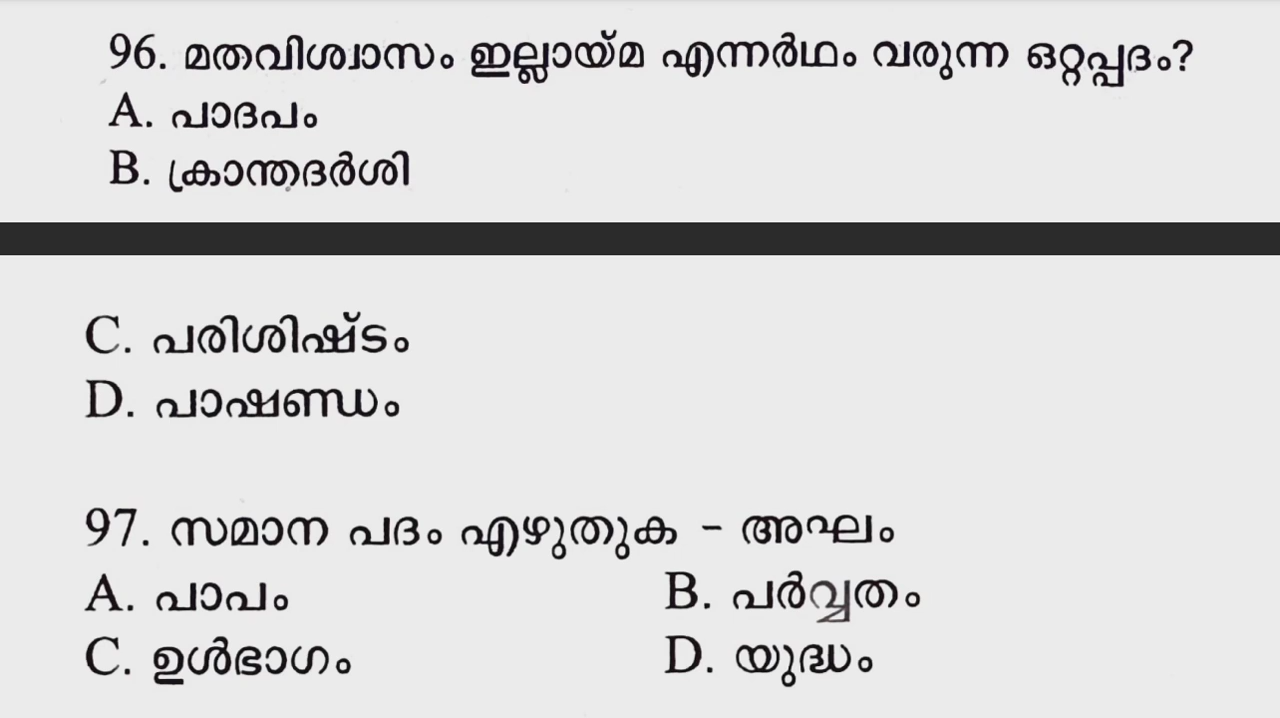 96. മതവിശ്വാസം ഇല്ലായ്മ എന്നർഥം വരുന്ന ഒറ്റപ്പദം?
A. പാദപം
B. ക്രാന്തദർശി
C. പരിശിഷ്ടം
D. പാഷണ്ഡം
97. സമാന പദം എഴുതുക - അഘം
A. പാപം B. പർവ്വതം
C. ഉൾഭാഗം D. യുദ്ധം